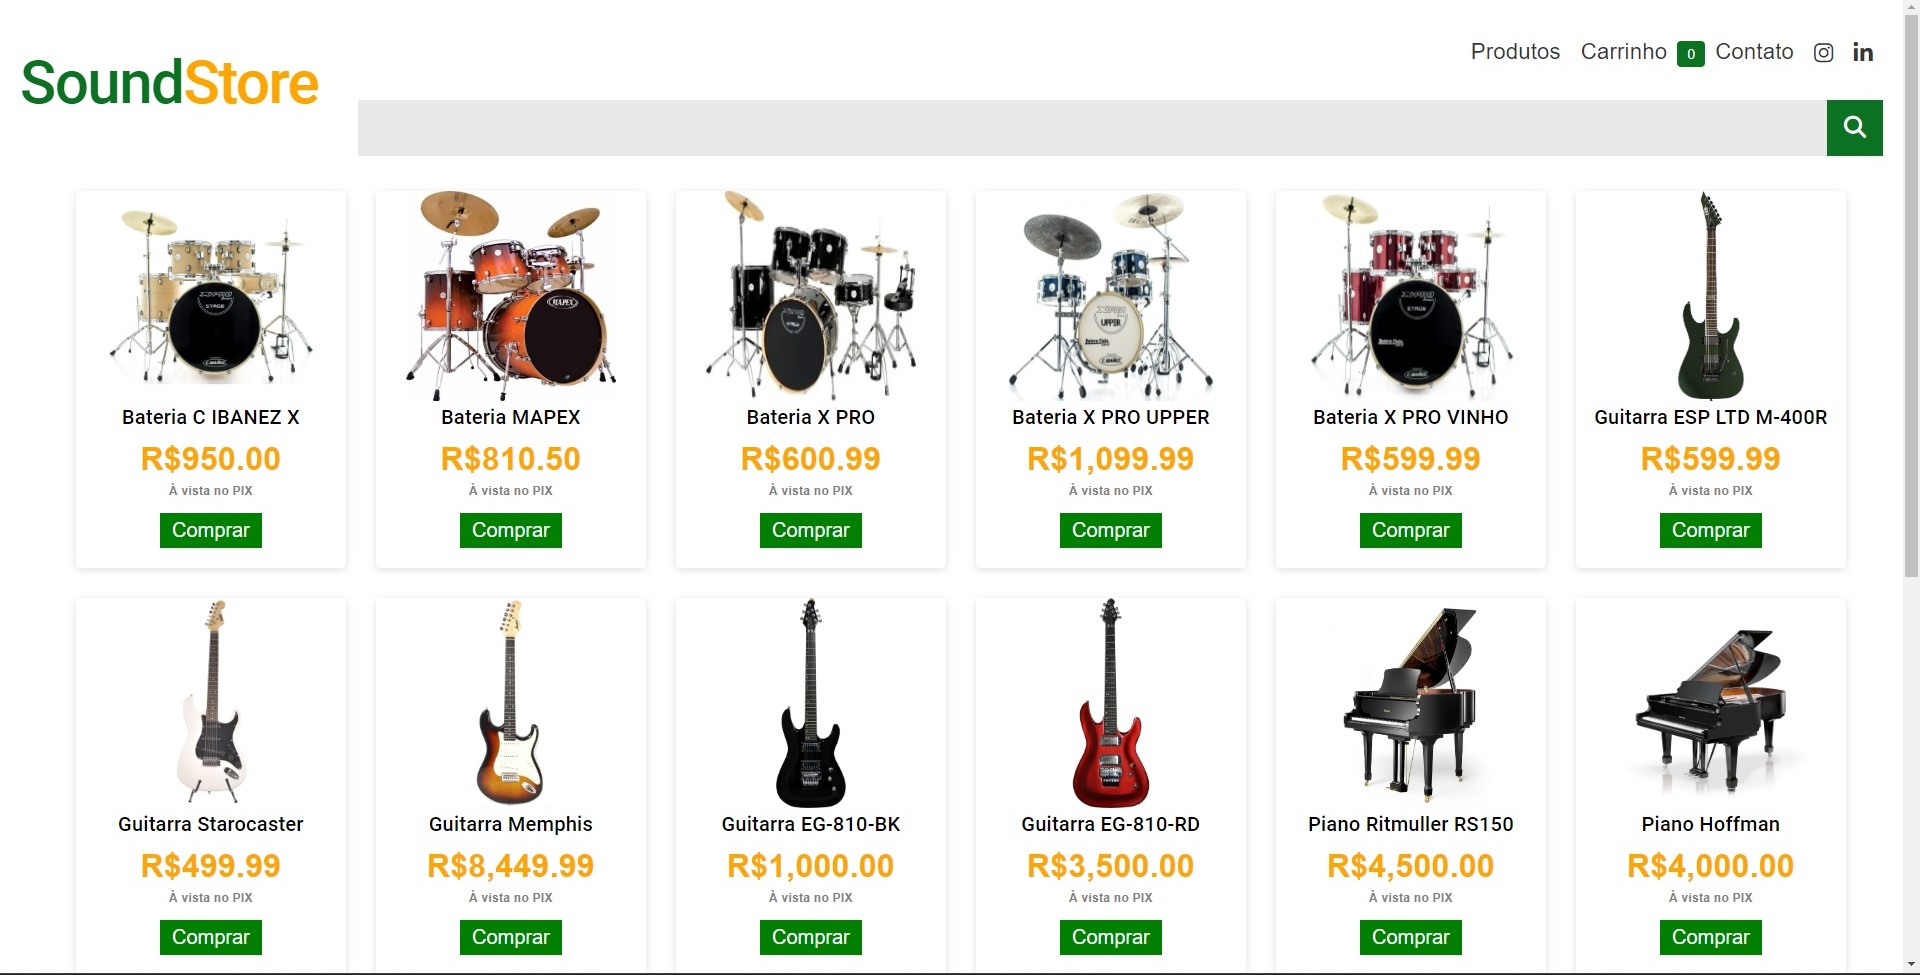 Produtos Carrinho 0 Contato
SoundStore
MAPEX
UPPER
Bateria C IBANEZ X
Bateria MAPEX
Bateria X PRO
Bateria X PRO UPPER
Bateria X PRO VINHO
Guitarra ESP LTD M-400R
R$950.00
R$810.50
R$600.99
R$1,099.99
R$599.99
R$599.99
À vista no PIX
À vista no PIX
À vista no PIX
À vista no PIX
À vista no PIX
À vista no PIX
Comprar
Comprar
Comprar
Comprar
Comprar
Comprar
Guitarra Starocaster
Guitarra Memphis
Guitarra EG-810-BK
Guitarra EG-810-RD
Piano Ritmuller RS150
Piano Hoffman
R$499.99
R$8,449.99
R$1,000.00
R$3,500.00
R$4,500.00
R$4,000.00
À vista no PIX
À vista no PIX
À vista no PIX
À vista no PIX
À vista no PIX
À vista no PIX
Comprar
Comprar
Comprar
Comprar
Comprar
Comprar